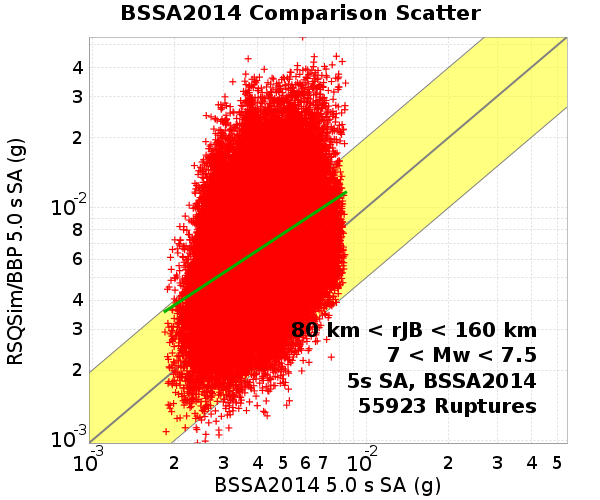 BSSA2014 Comparison Scatter
RSQSim/BBP 5.0 s SA (g)
4
3
2
10-2
8
6
4
3
2
10-3
80 km < rJB < 160 km
7 < Mw < 7.5
5s SA, BSSA2014
55923 Ruptures
10-3 2 3 4 5 6 7 10-2 2 3 4 5
BSSA2014 5.0 s SA (g)